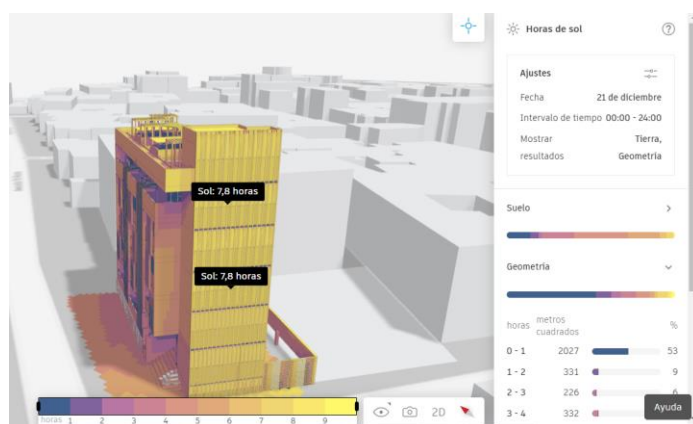 Horas de sol
?
Ajustes
Fecha 21 de diciembre
Intervalo de tiempo 00:00 - 24:00
Mostrar Tierra,
resultados Geometría
Suelo
Geometría
horas metros cuadrados %
0 - 1 2027 53
1 - 2 331 9
2 - 3 226 6
3 - 4 332
Ayuda
Sol: 7,8 horas
Sol: 7,8 horas
horas 1 2 3 4 5 6 7 8 9
2D